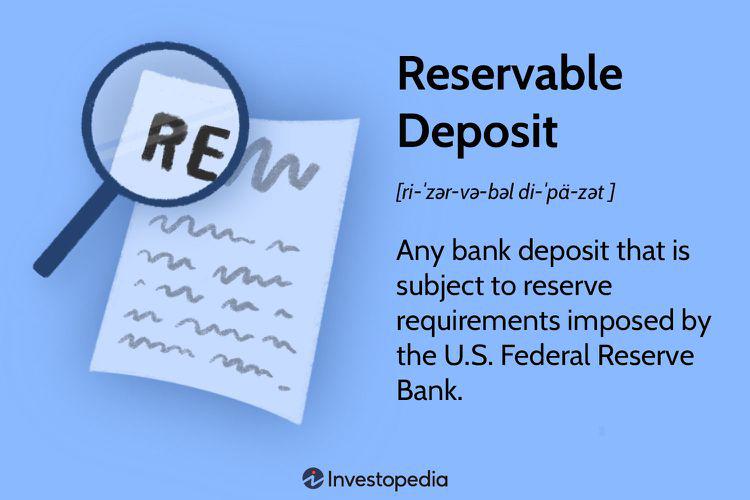 RE
Reservable
Deposit
[ri-ˈzər-və-bəl di-ˈpä-zət ]
Any bank deposit that is
subject to reserve
requirements imposed by
the U.S. Federal Reserve
Bank.
Investopedia